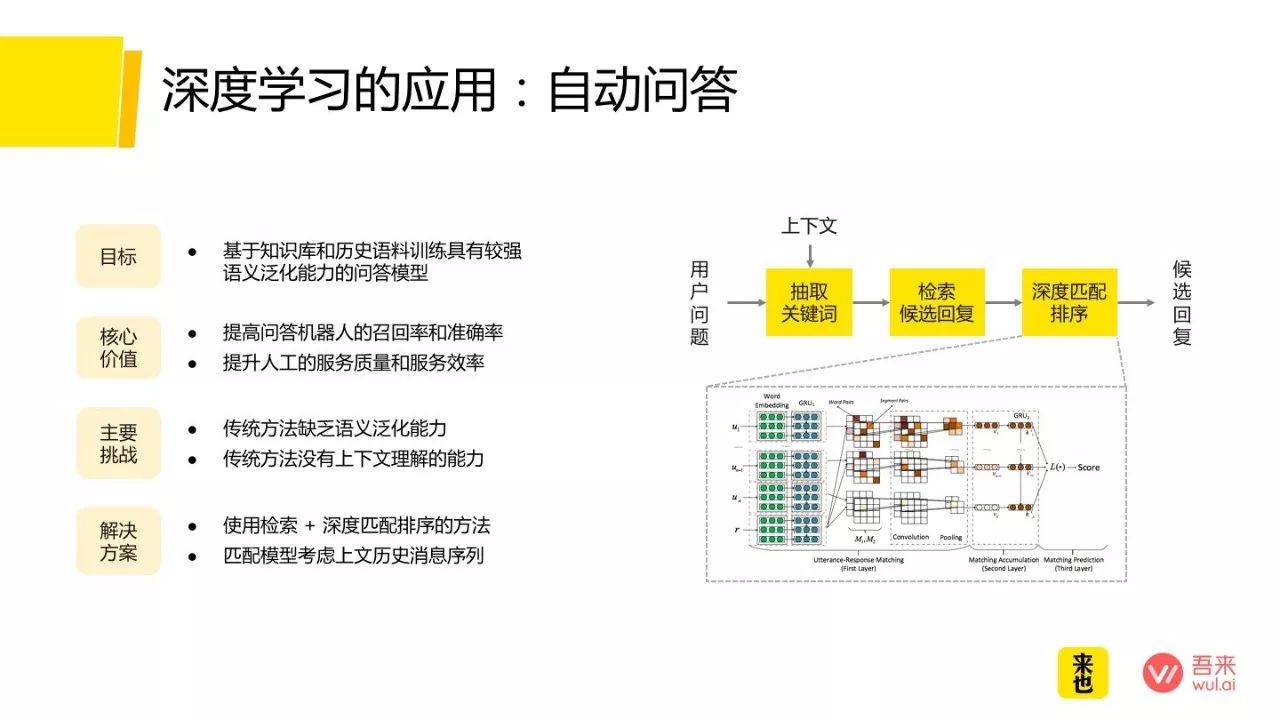 深度学习的应用：自动问答
目标
● 基于知识库和历史语料训练具有较强
语义泛化能力的问答模型
核心
价值
● 提高问答机器人的召回率和准确率
● 提升人工的服务质量和服务效率
主要
挑战
● 传统方法缺乏语义泛化能力
● 传统方法没有上下文理解的能力
解决
方案
● 使用检索 + 深度匹配排序的方法
● 匹配模型考虑上文历史消息序列
上下文
用户问题
抽取
关键词
检索
候选回复
深度匹配
排序
候选回复
Word
Embedding
GRU₁
Word Pairs
Segment Pairs
GRU₂
u₁
uₙ₋₁
uₙ
r
M₁,M₂
Convolution
Pooling
L(•)
Score
Utterance-Response Matching
(First Layer)
Matching Accumulation
(Second Layer)
Matching Prediction
(Third Layer)
来也
吾来
wul.ai